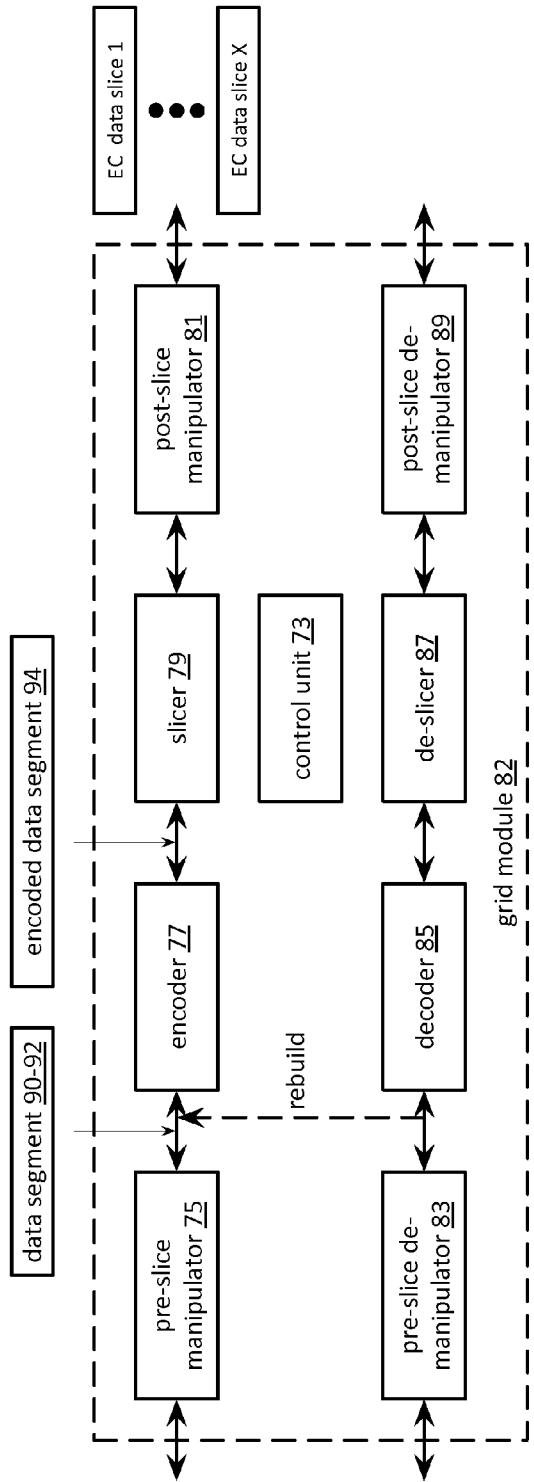 data segment 90-92
encoded data segment 94
EC data slice 1
EC data slice X
pre-slice
manipulator 75
encoder 77
slicer 79
post-slice
manipulator 81
rebuild
control unit 73
pre-slice de-
manipulator 83
decoder 85
de-slicer 87
post-slice de-
manipulator 89
grid module 82